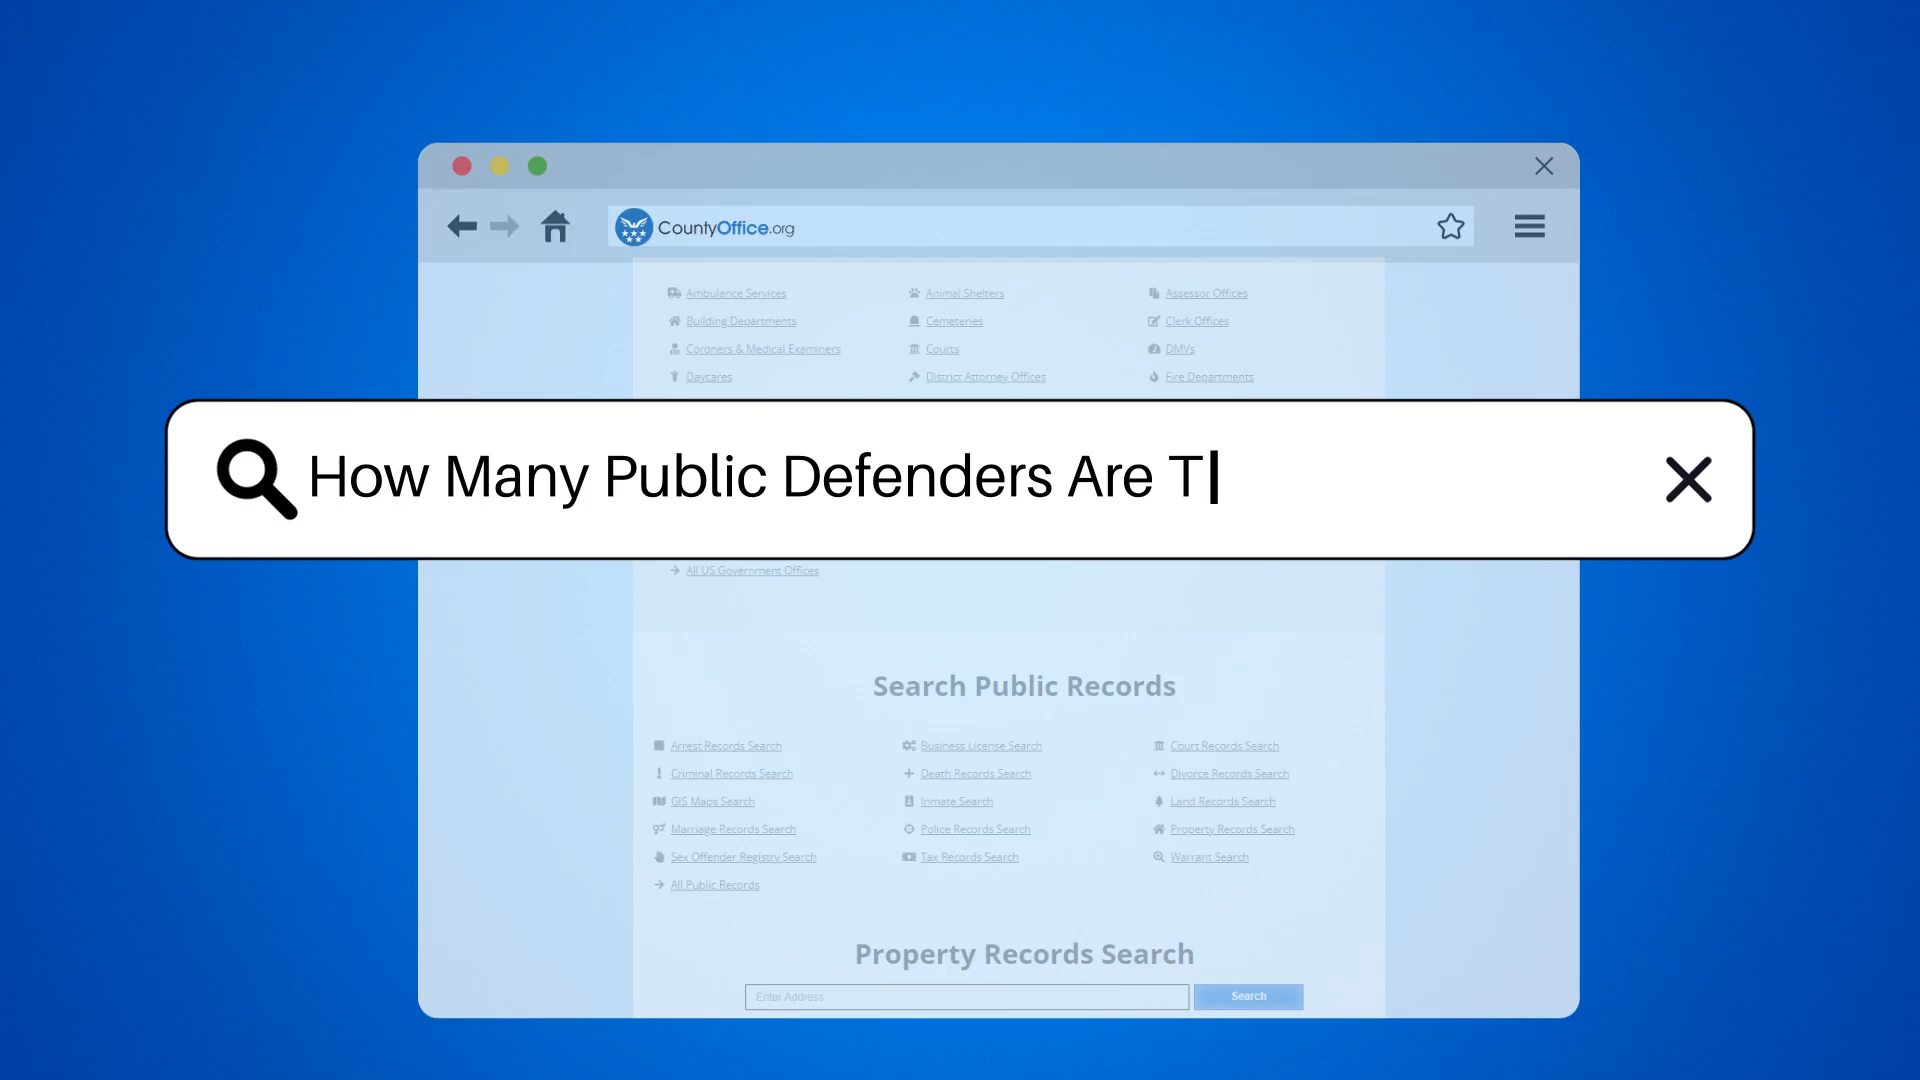 CountyOffice.org
Ambulance Services Animal Shelters Assessor Offices
Building Departments Cemeteries Clerk Offices
Coroners & Medical Examiners Courts DMVs
Daycares District Attorney Offices Fire Departments
How Many Public Defenders Are T
All US Government Offices
Search Public Records
Arrest Records Search Business License Search Court Records Search
Criminal Records Search Death Records Search Divorce Records Search
GIS Maps Search Inmate Search Land Records Search
Marriage Records Search Police Records Search Property Records Search
Sex Offender Registry Search Tax Records Search Warrant Search
All Public Records
Property Records Search
Enter Address Search